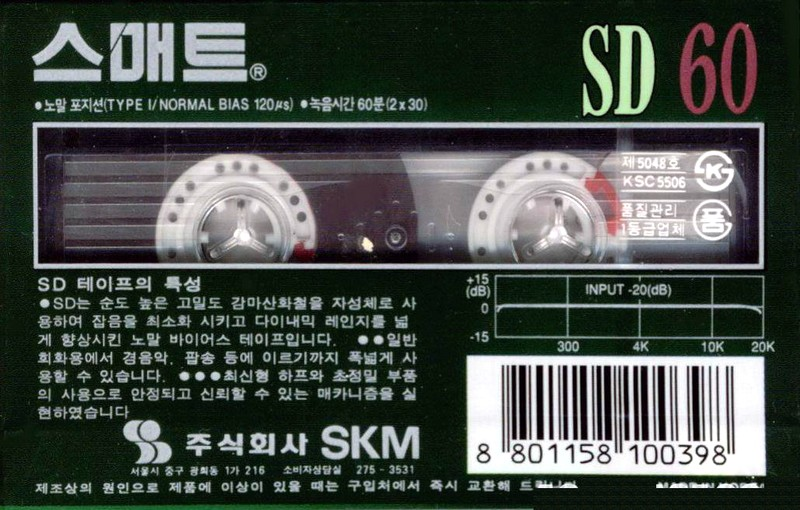 스매트®
SD 60
●노말 포지션(TYPE I/NORMAL BIAS 120μs) ●녹음시간 60분(2x30)
제5048호
KSC5506
품질관리
1등급업체
품
SD 테이프의 특성
●SD는 순도 높은 고밀도 감마산화철을 자성체로 사
용하여 잡음을 최소화 시키고 다이내믹 레인지를 넓
게 향상시킨 노말 바이어스 테이프입니다. ●●일반
회화용에서 경음악, 팝송 등에 이르기까지 폭넓게 사
용할 수 있습니다. ●●●최신형 하프와 초정밀 부품
의 사용으로 안정되고 신뢰할 수 있는 매카니즘을 실
현하였습니다
+15
(dB)
0
-15
INPUT -20(dB)
300 4K 10K 20K
주식회사 SKM
서울시 중구 광희동 1가 216 소비자상담실 275-3531
제조상의 원인으로 제품에 이상이 있을 때는 구입처에서 즉시 교환해
8 801158 100398